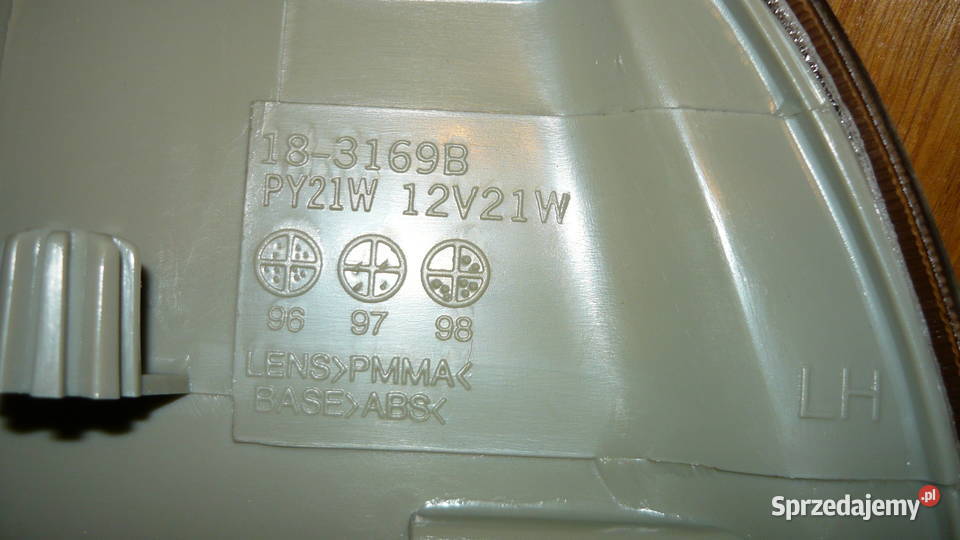 18-3169B
PY21W 12V21W
96 97 98
LENS>PMMA<
BASE>ABS<
LH
Sprzedajemy.pl